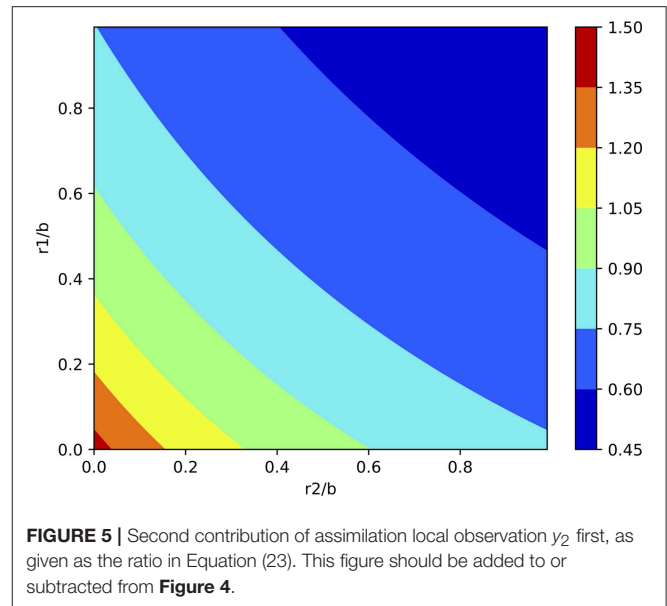 1.50
1.35
1.20
1.05
0.90
0.75
0.60
0.45
0.8
0.6
0.4
0.2
0.0
r1/b
0.0 0.2 0.4 0.6 0.8
r2/b
FIGURE 5 | Second contribution of assimilation local observation y₂ first, as
given as the ratio in Equation (23). This figure should be added to or
subtracted from Figure 4.